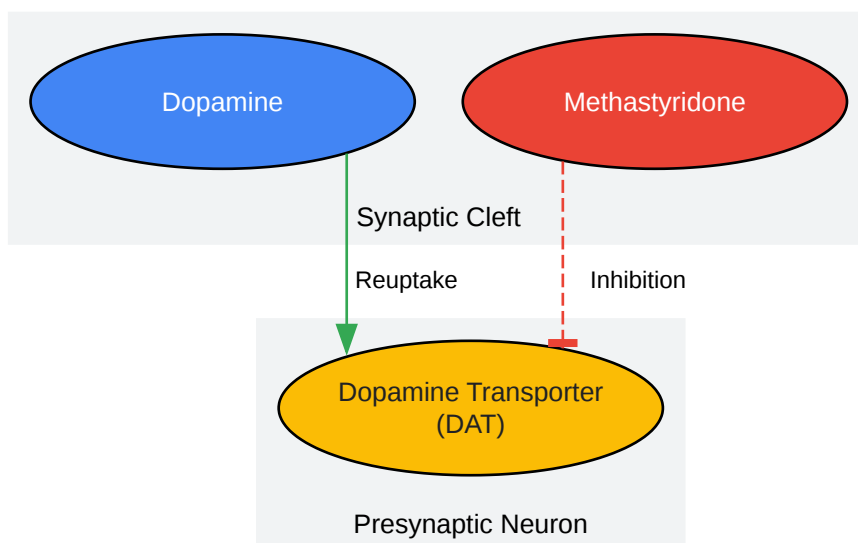 Dopamine
Methastyridone
Synaptic Cleft
Reuptake
Inhibition
Dopamine Transporter
(DAT)
Presynaptic Neuron